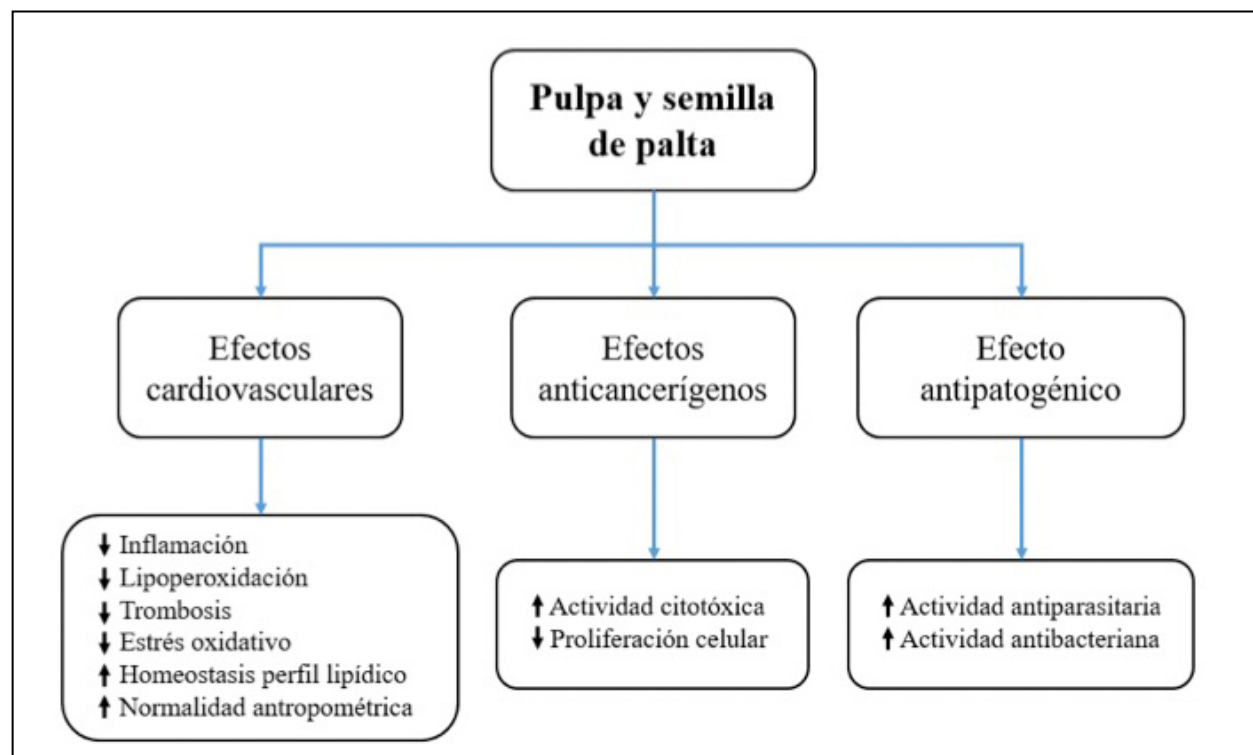 Pulpa y semilla
de palta
Efectos
cardiovasculares
Efectos
anticancerígenos
Efecto
antipatogénico
↓ Inflamación
↓ Lipoperoxidación
↓ Trombosis
↓ Estrés oxidativo
↑ Homeostasis perfil lipídico
↑ Normalidad antropométrica
↑ Actividad citotóxica
↓ Proliferación celular
↑ Actividad antiparasitaria
↑ Actividad antibacteriana